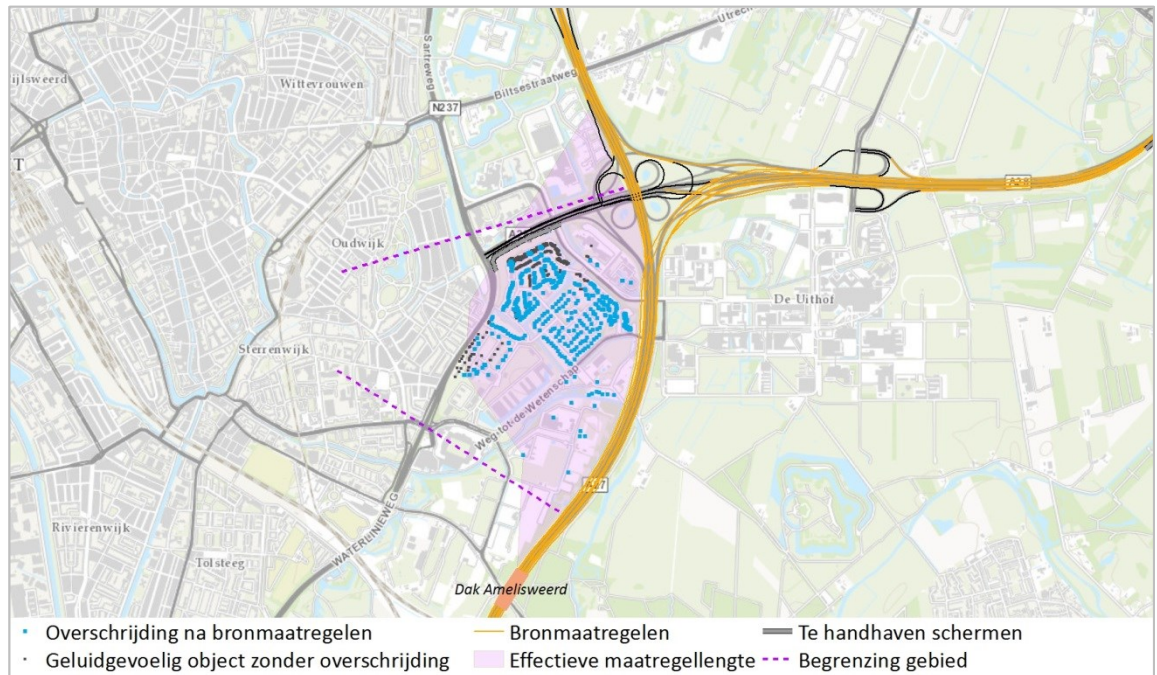 ijlsweerd
Wittevrouwen
Sartreweg
Biltsestraatweg
Utrech
N237
T
A28
Oudwijk
De Uithof
Sterrenwijk
Weg-tot-de-Wetenschap
A27
WATERLINIEWEG
Rivierenwijk
Tolsteeg
Dak Amelisweerd
Overschrijding na bronmaatregelen
Bronmaatregelen
Te handhaven schermen
Geluidgevoelig object zonder overschrijding
Effectieve maatregellengte
Begrenzing gebied